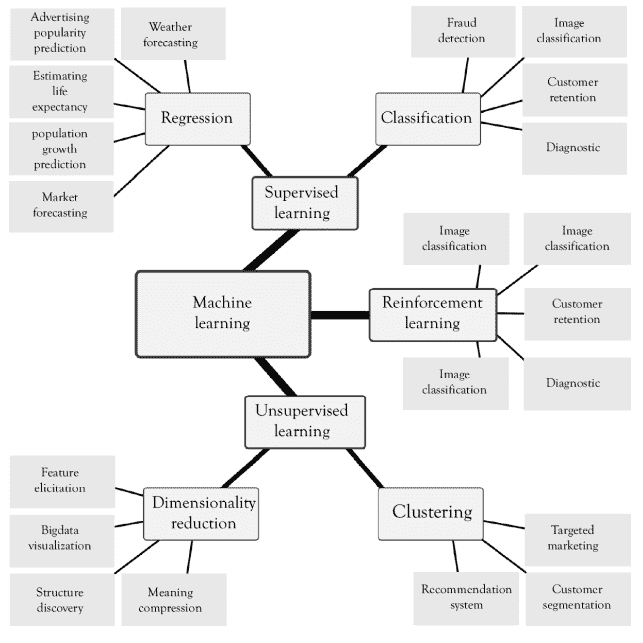 Advertising
popularity
prediction
Weather
forecasting
Estimating
life
expectancy
population
growth
prediction
Market
forecasting
Regression
Fraud
detection
Image
classification
Customer
retention
Diagnostic
Classification
Supervised
learning
Machine
learning
Image
classification
Image
classification
Reinforcement
learning
Customer
retention
Image
classification
Diagnostic
Unsupervised
learning
Feature
elicitation
Dimensionality
reduction
Bigdata
visualization
Structure
discovery
Meaning
compression
Clustering
Targeted
marketing
Recommendation
system
Customer
segmentation